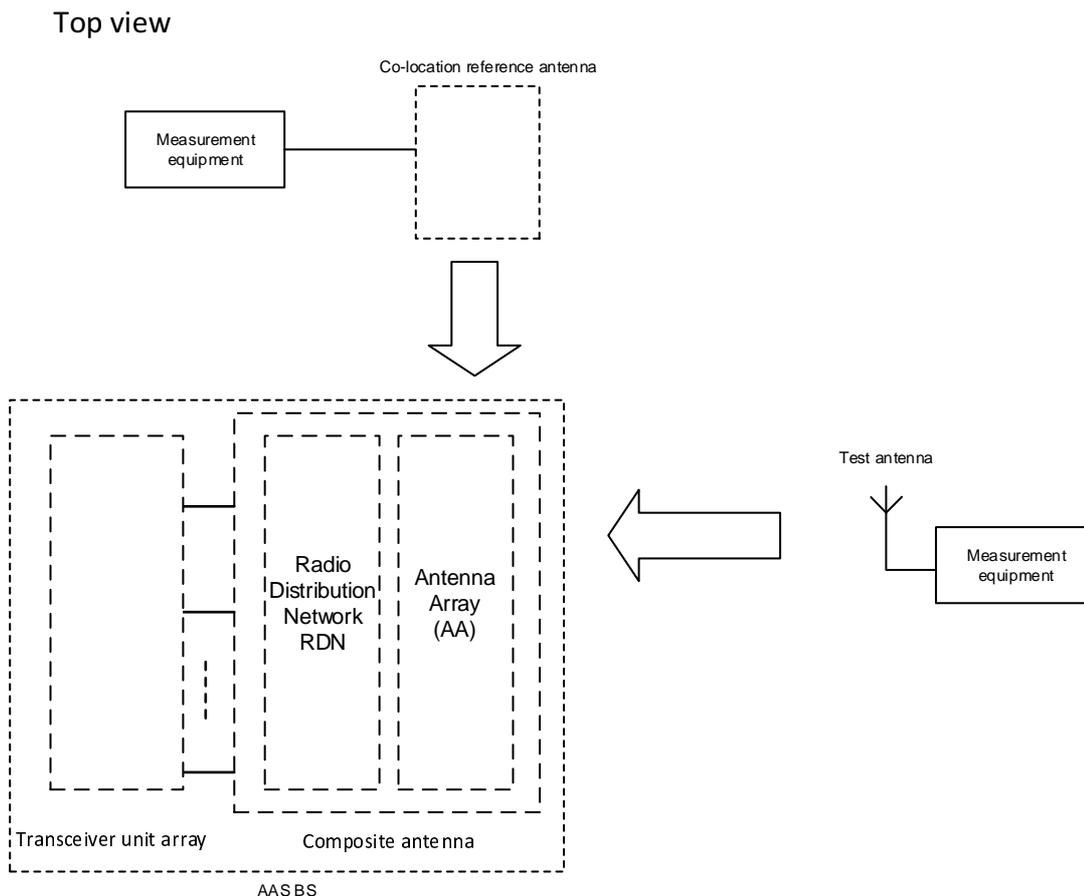 Top view
Co-location reference antenna
Measurement
equipment
Test antenna
Measurement
equipment
Radio
Distribution
Network
RDN
Antenna
Array
(AA)
Transceiver unit array
Composite antenna
AAS BS